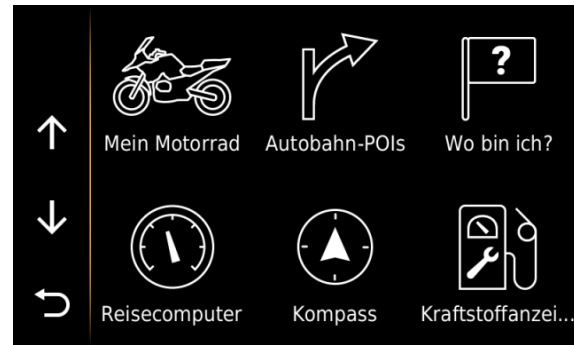 ?
Mein Motorrad
Autobahn-POIs
Wo bin ich?
Reisecomputer
Kompass
Kraftstoffanzei...